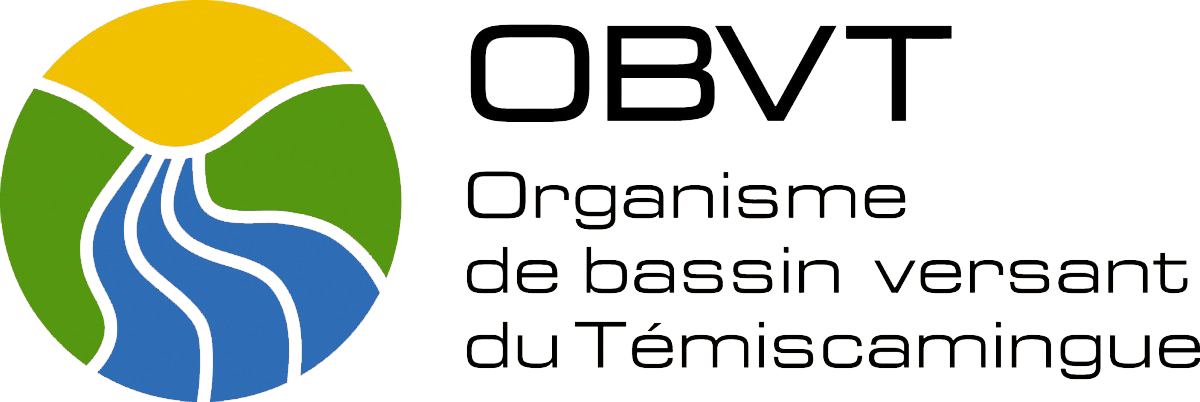 OBVT
Organisme
de bassin versant
du Témiscamingue